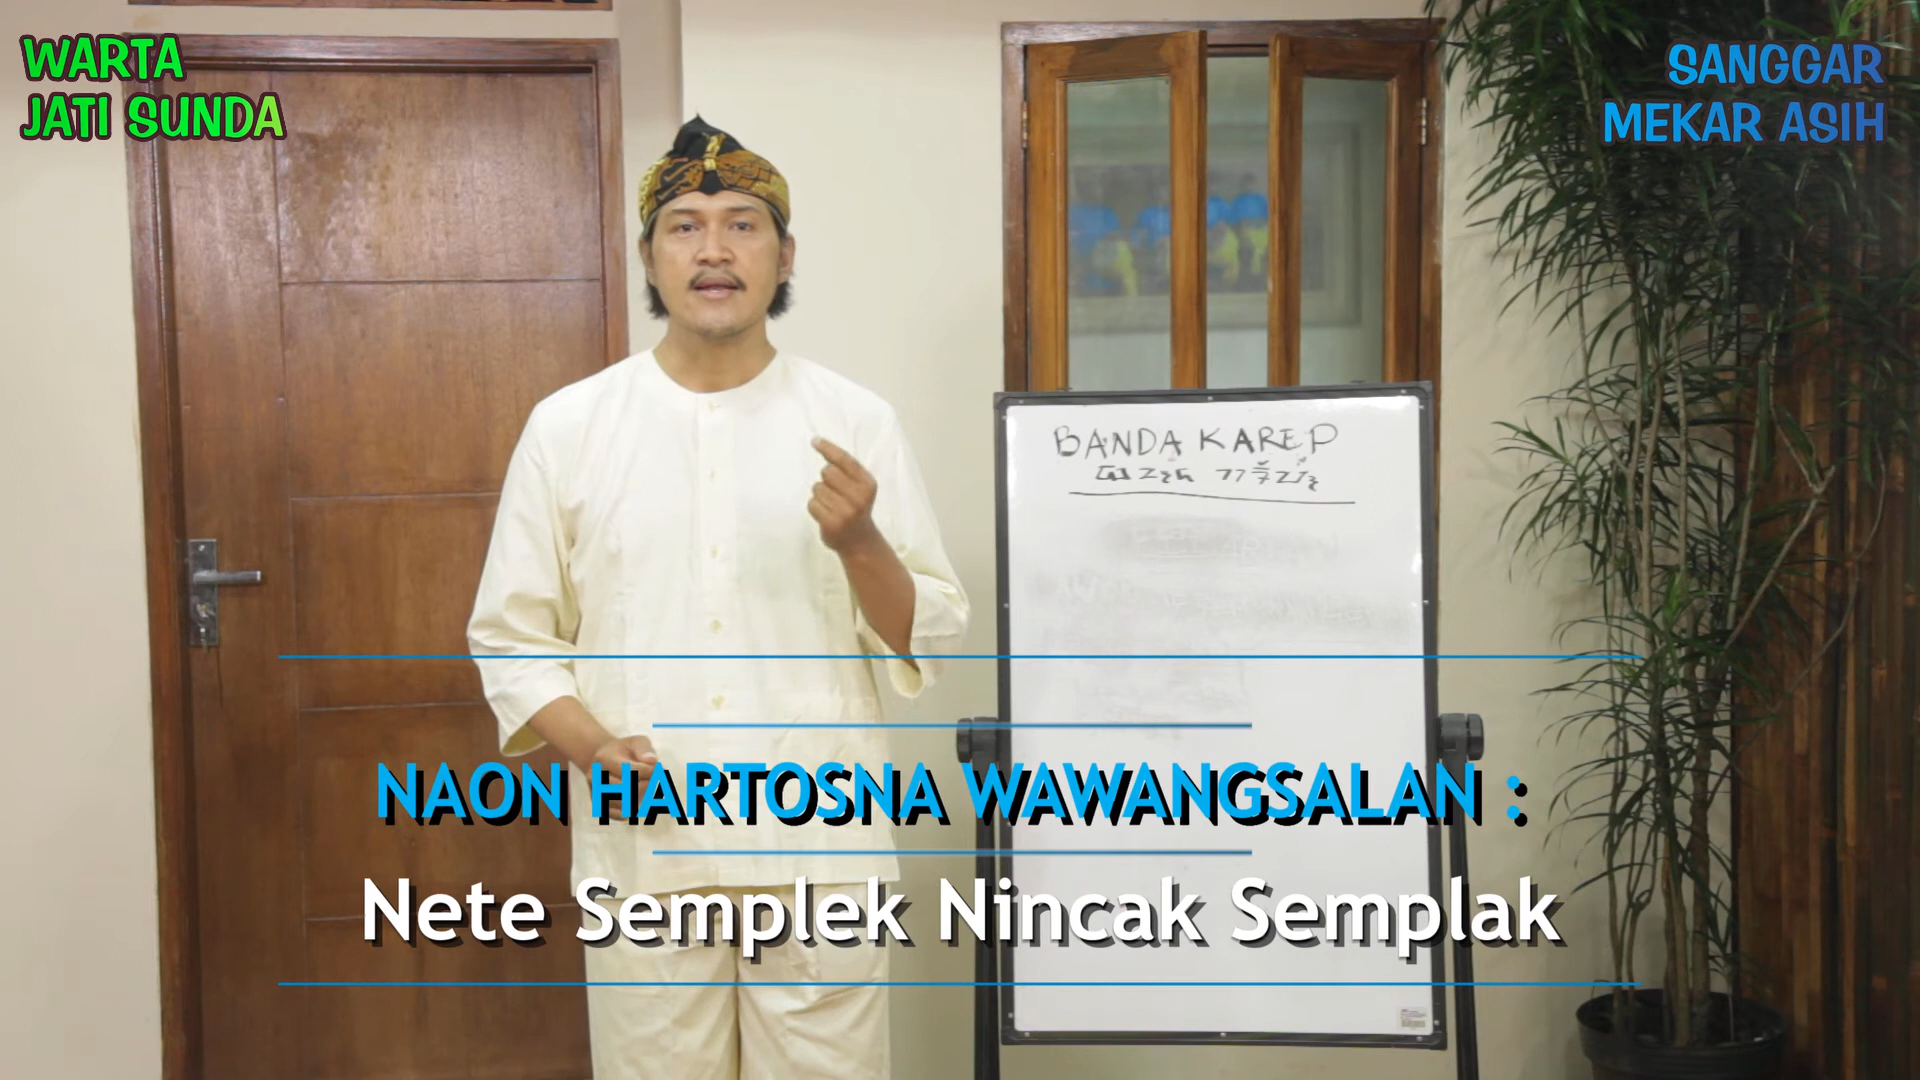 WARTA
JATI SUNDA
SANGGAR
MEKAR ASIH
BANDA KAREP
NAON HARTOSNA WAWANGSALAN :
Nete Semplek Nincak Semplak